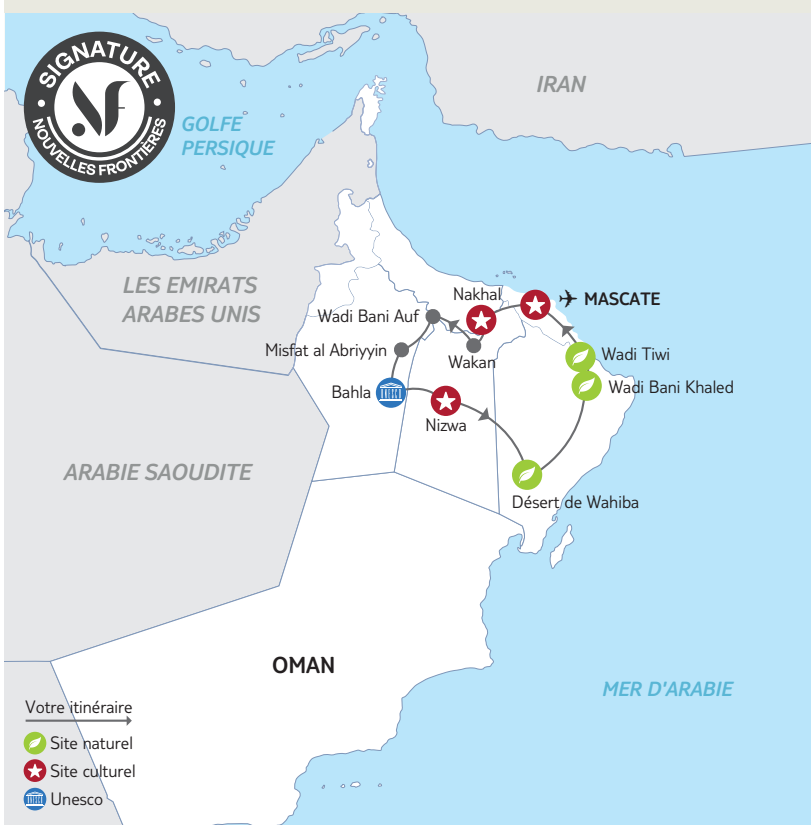 SIGNATURE
NF
NOUVELLES FRONTIÈRES
IRAN
GOLFE
PERSIQUE
LES EMIRATS
ARABES UNIS
Nakhal
MASCATE
Wadi Bani Auf
Misfat al Abriyyin
Wakan
Wadi Tiwi
Wadi Bani Khaled
Bahla
Nizwa
ARABIE SAOUDITE
Désert de Wahiba
OMAN
MER D'ARABIE
Votre itinéraire
Site naturel
Site culturel
Unesco